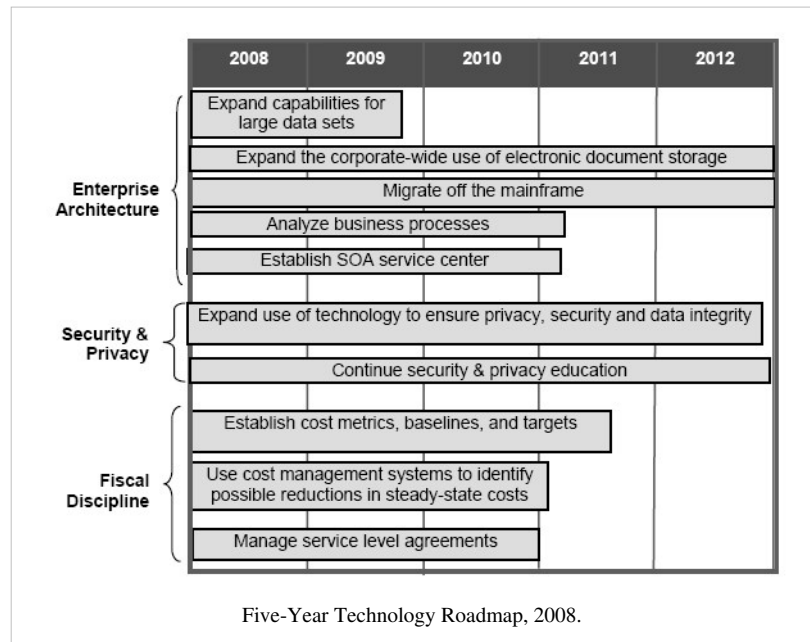 2008 2009 2010 2011 2012
Enterprise
Architecture
Expand capabilities for
large data sets
Expand the corporate-wide use of electronic document storage
Migrate off the mainframe
Analyze business processes
Establish SOA service center
Security &
Privacy
Expand use of technology to ensure privacy, security and data integrity
Continue security & privacy education
Fiscal
Discipline
Establish cost metrics, baselines, and targets
Use cost management systems to identify
possible reductions in steady-state costs
Manage service level agreements
Five-Year Technology Roadmap, 2008.